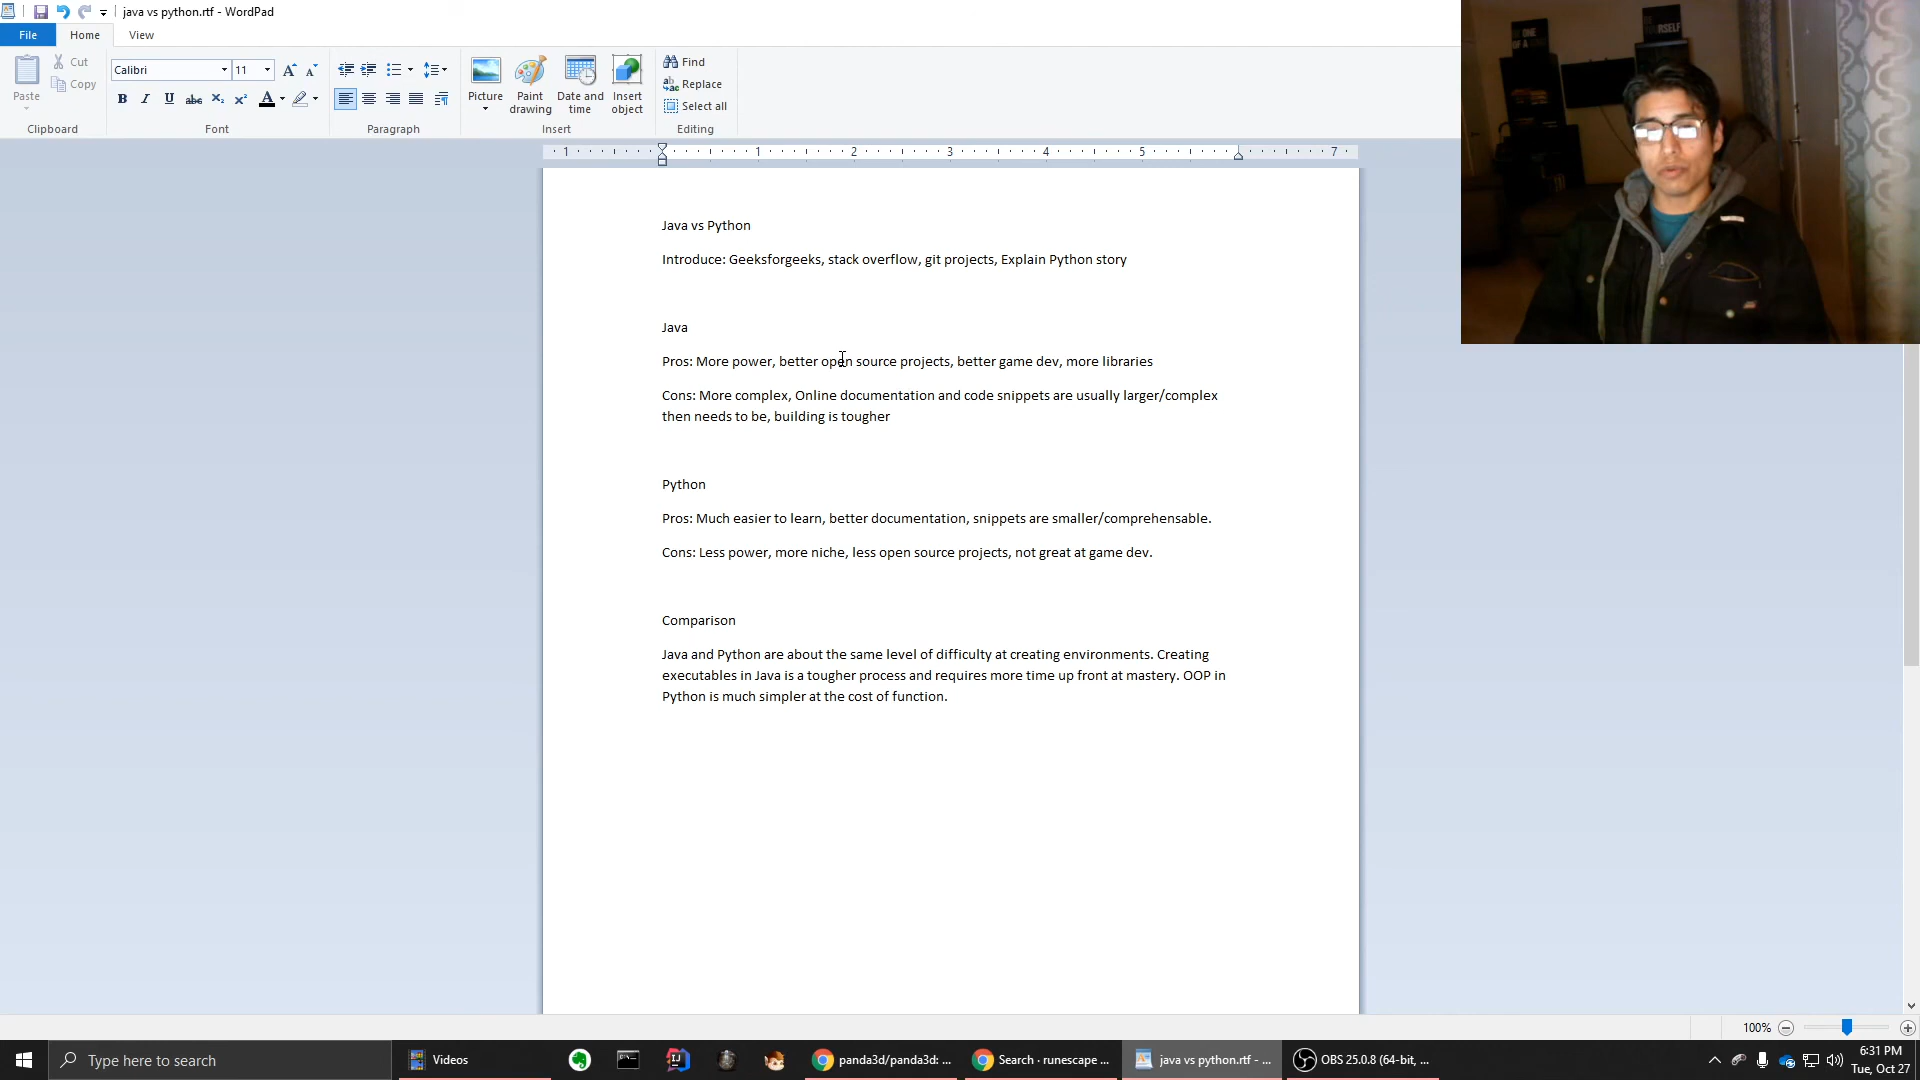 java vs python.rtf - WordPad
File Home View
Paste
Cut
Copy
Clipboard
Calibri 11
Font
Paragraph
Picture
Paint drawing
Date and time
Insert object
Insert
Find
Replace
Select all
Editing
1 1 2 3 4 5 7
Java vs Python
Introduce: Geeksforgeeks, stack overflow, git projects, Explain Python story
Java
Pros: More power, better open source projects, better game dev, more libraries
Cons: More complex, Online documentation and code snippets are usually larger/complex
then needs to be, building is tougher
Python
Pros: Much easier to learn, better documentation, snippets are smaller/comprehensable.
Cons: Less power, more niche, less open source projects, not great at game dev.
Comparison
Java and Python are about the same level of difficulty at creating environments. Creating
executables in Java is a tougher process and requires more time up front at mastery. OOP in
Python is much simpler at the cost of function.
100%
Type here to search
Videos
panda3d/panda3d: ...
Search · runescape ...
java vs python.rtf - ...
OBS 25.0.8 (64-bit, ...
6:31 PM
Tue, Oct 27